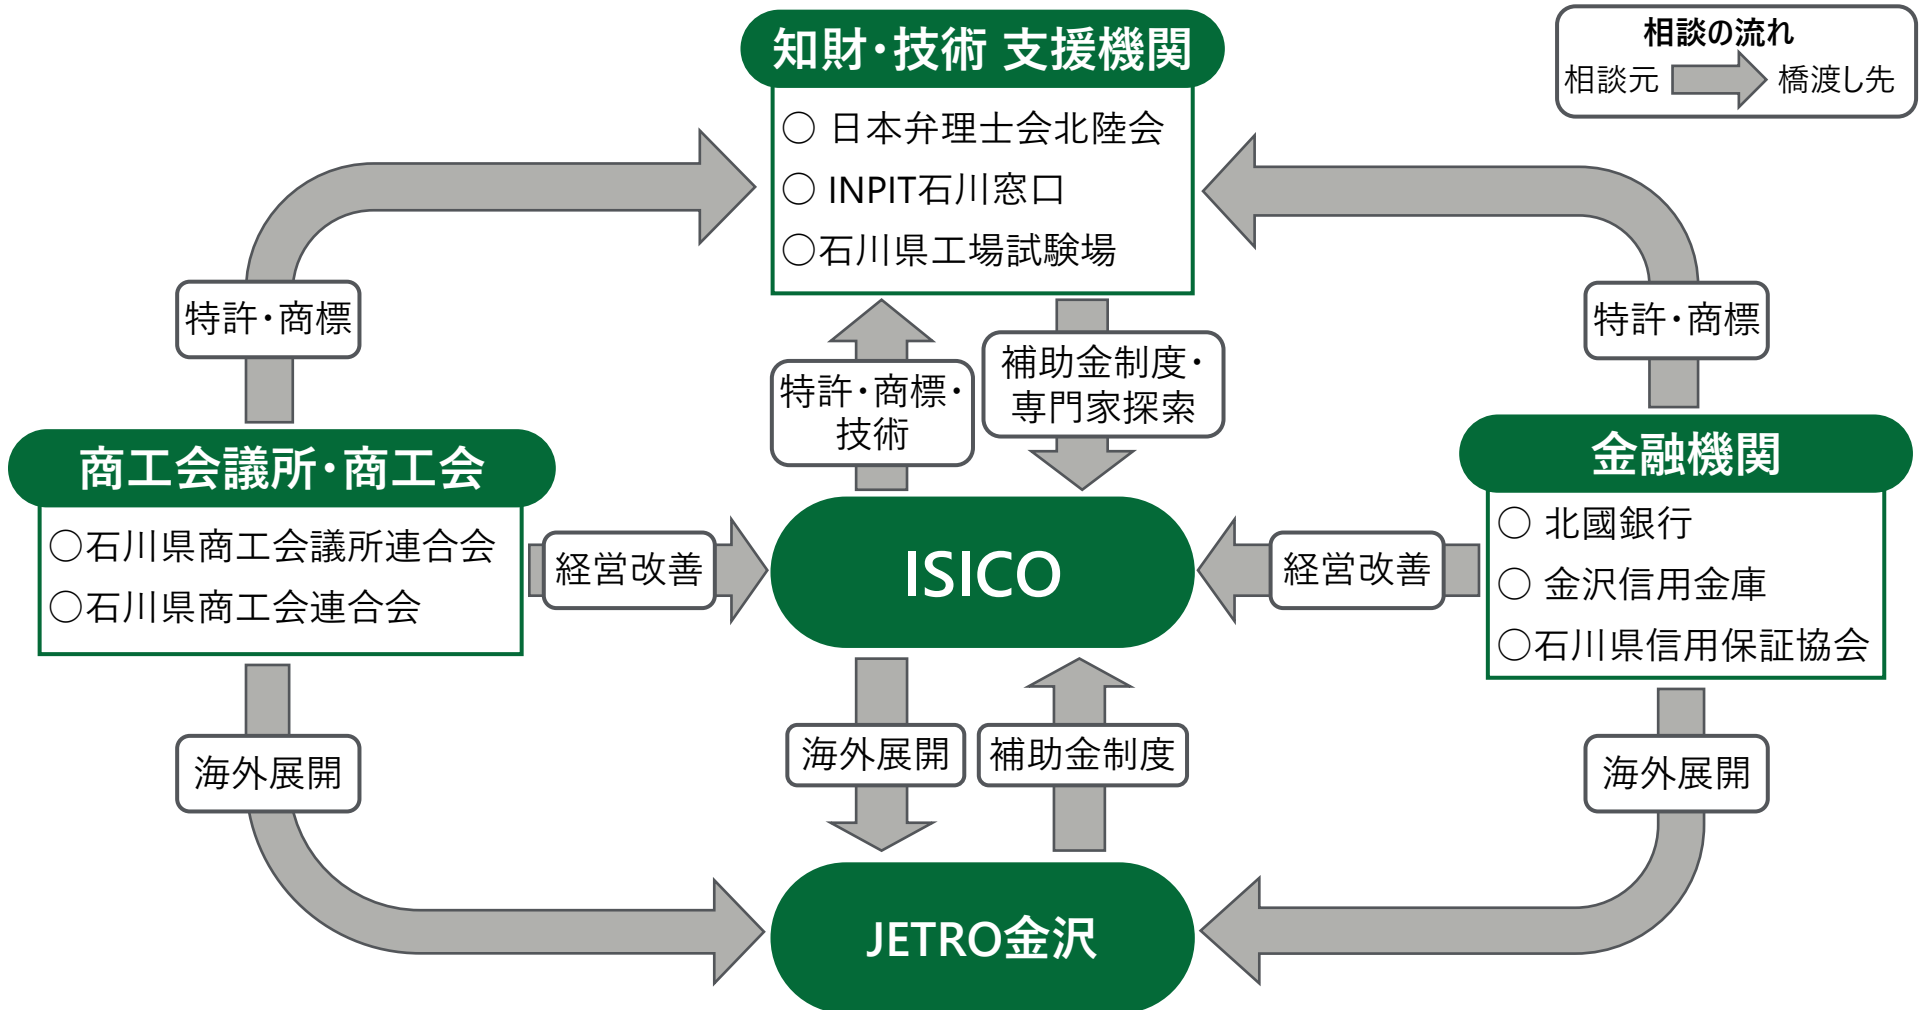 知財・技術 支援機関
○ 日本弁理士会北陸会
○ INPIT石川窓口
○石川県工場試験場
相談の流れ
相談元
橋渡し先
特許・商標
特許・商標・
技術
補助金制度・
専門家探索
特許・商標
商工会議所・商工会
○石川県商工会議所連合会
○石川県商工会連合会
経営改善
ISICO
経営改善
金融機関
○ 北國銀行
○ 金沢信用金庫
○石川県信用保証協会
海外展開
海外展開
補助金制度
海外展開
JETRO金沢